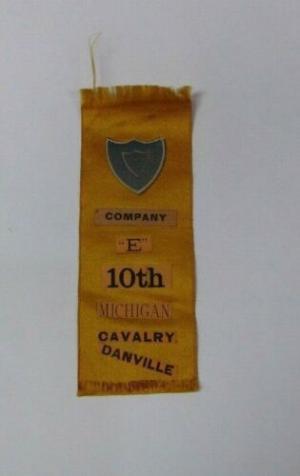 COMPANY
"E"
10th
MICHIGAN
CAVALRY
DANVILLE